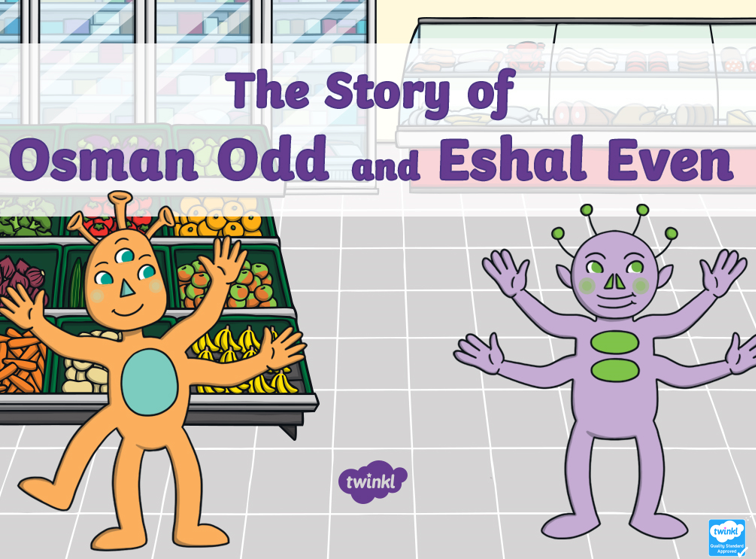 The Story of
Osman Odd and Eshal Even
twinkl
twinkl
Quality Standard
Approved